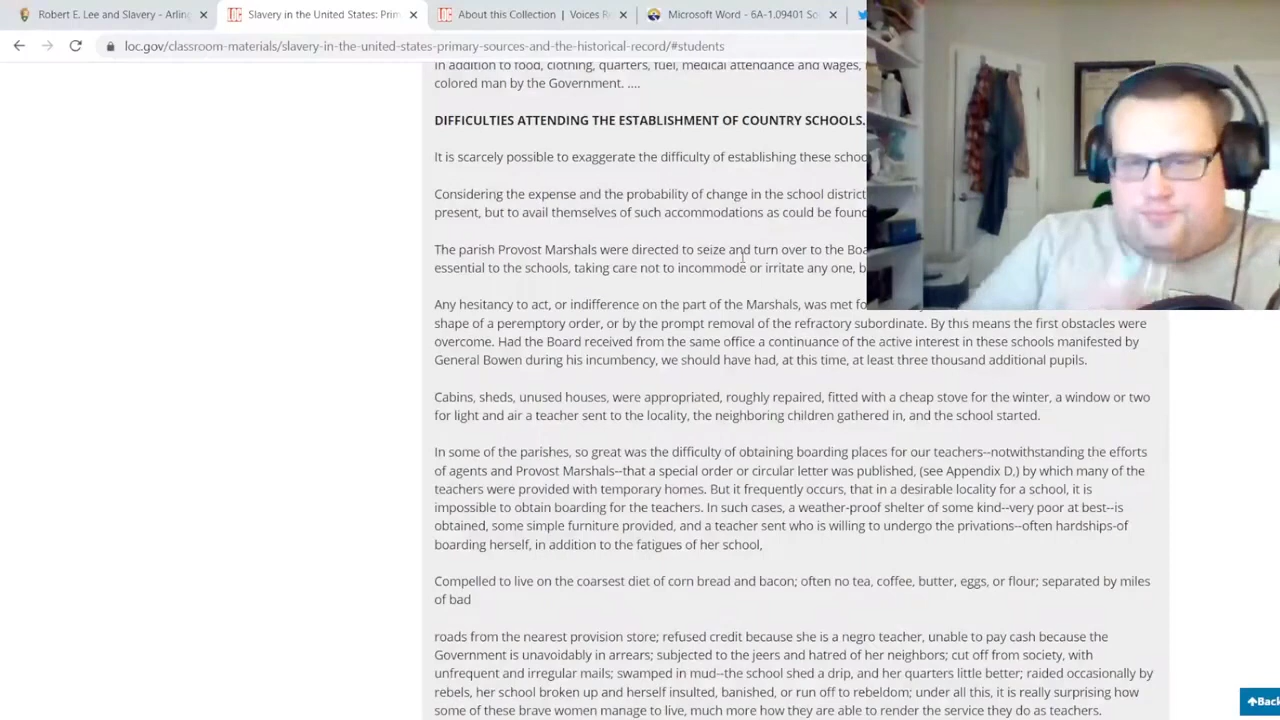 Robert E. Lee and Slavery - Arling
Slavery in the United States: Prim
About this Collection | Voices R
Microsoft Word - 6A-1.09401 So
loc.gov/classroom-materials/slavery-in-the-united-states-primary-sources-and-the-historical-record/#students
In addition to food, clothing, quarters, fuel, medical attendance and wages,
colored man by the Government. ....
DIFFICULTIES ATTENDING THE ESTABLISHMENT OF COUNTRY SCHOOLS.
It is scarcely possible to exaggerate the difficulty of establishing these schoo
Considering the expense and the probability of change in the school district
present, but to avail themselves of such accommodations as could be found
The parish Provost Marshals were directed to seize and turn over to the Boa
essential to the schools, taking care not to incommode or irritate any one, b
Any hesitancy to act, or indifference on the part of the Marshals, was met fo
shape of a peremptory order, or by the prompt removal of the refractory subordinate. By this means the first obstacles were
overcome. Had the Board received from the same office a continuance of the active interest in these schools manifested by
General Bowen during his incumbency, we should have had, at this time, at least three thousand additional pupils.
Cabins, sheds, unused houses, were appropriated, roughly repaired, fitted with a cheap stove for the winter, a window or two
for light and air a teacher sent to the locality, the neighboring children gathered in, and the school started.
In some of the parishes, so great was the difficulty of obtaining boarding places for our teachers--notwithstanding the efforts
of agents and Provost Marshals--that a special order or circular letter was published, (see Appendix D,) by which many of the
teachers were provided with temporary homes. But it frequently occurs, that in a desirable locality for a school, it is
impossible to obtain boarding for the teachers. In such cases, a weather-proof shelter of some kind--very poor at best--is
obtained, some simple furniture provided, and a teacher sent who is willing to undergo the privations--often hardships-of
boarding herself, in addition to the fatigues of her school,
Compelled to live on the coarsest diet of corn bread and bacon; often no tea, coffee, butter, eggs, or flour; separated by miles
of bad
roads from the nearest provision store; refused credit because she is a negro teacher, unable to pay cash because the
Government is unavoidably in arrears; subjected to the jeers and hatred of her neighbors; cut off from society, with
unfrequent and irregular mails; swamped in mud--the school shed a drip, and her quarters little better; raided occasionally by
rebels, her school broken up and herself insulted, banished, or run off to rebeldom; under all this, it is really surprising how
some of these brave women manage to live, much more how they are able to render the service they do as teachers.
Back